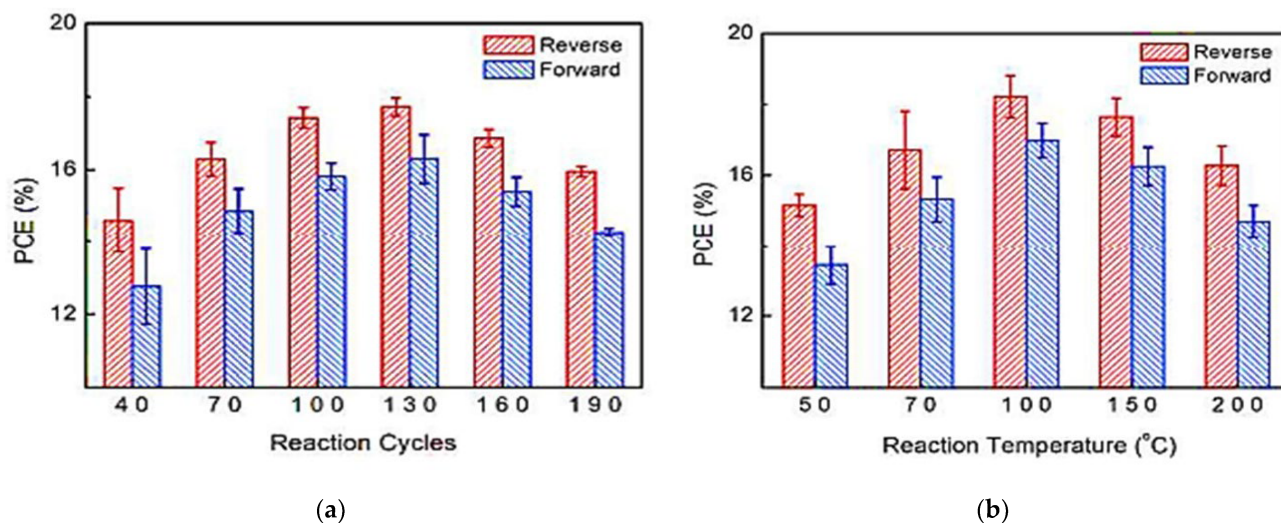 20
16
12
PCE (%)
Reverse
Forward
40 70 100 130 160 190
Reaction Cycles
(a)
20
16
12
PCE (%)
Reverse
Forward
50 70 100 150 200
Reaction Temperature (°C)
(b)